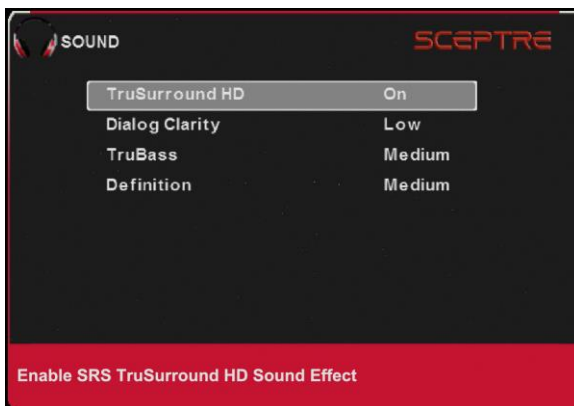 SOUND SCEPTRE
TruSurround HD On
Dialog Clarity Low
TruBass Medium
Definition Medium
Enable SRS TruSurround HD Sound Effect